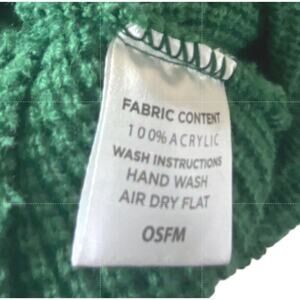 FABRIC CONTENT
100% ACRYLIC
WASH INSTRUCTIONS
HAND WASH
AIR DRY FLAT
OSFM